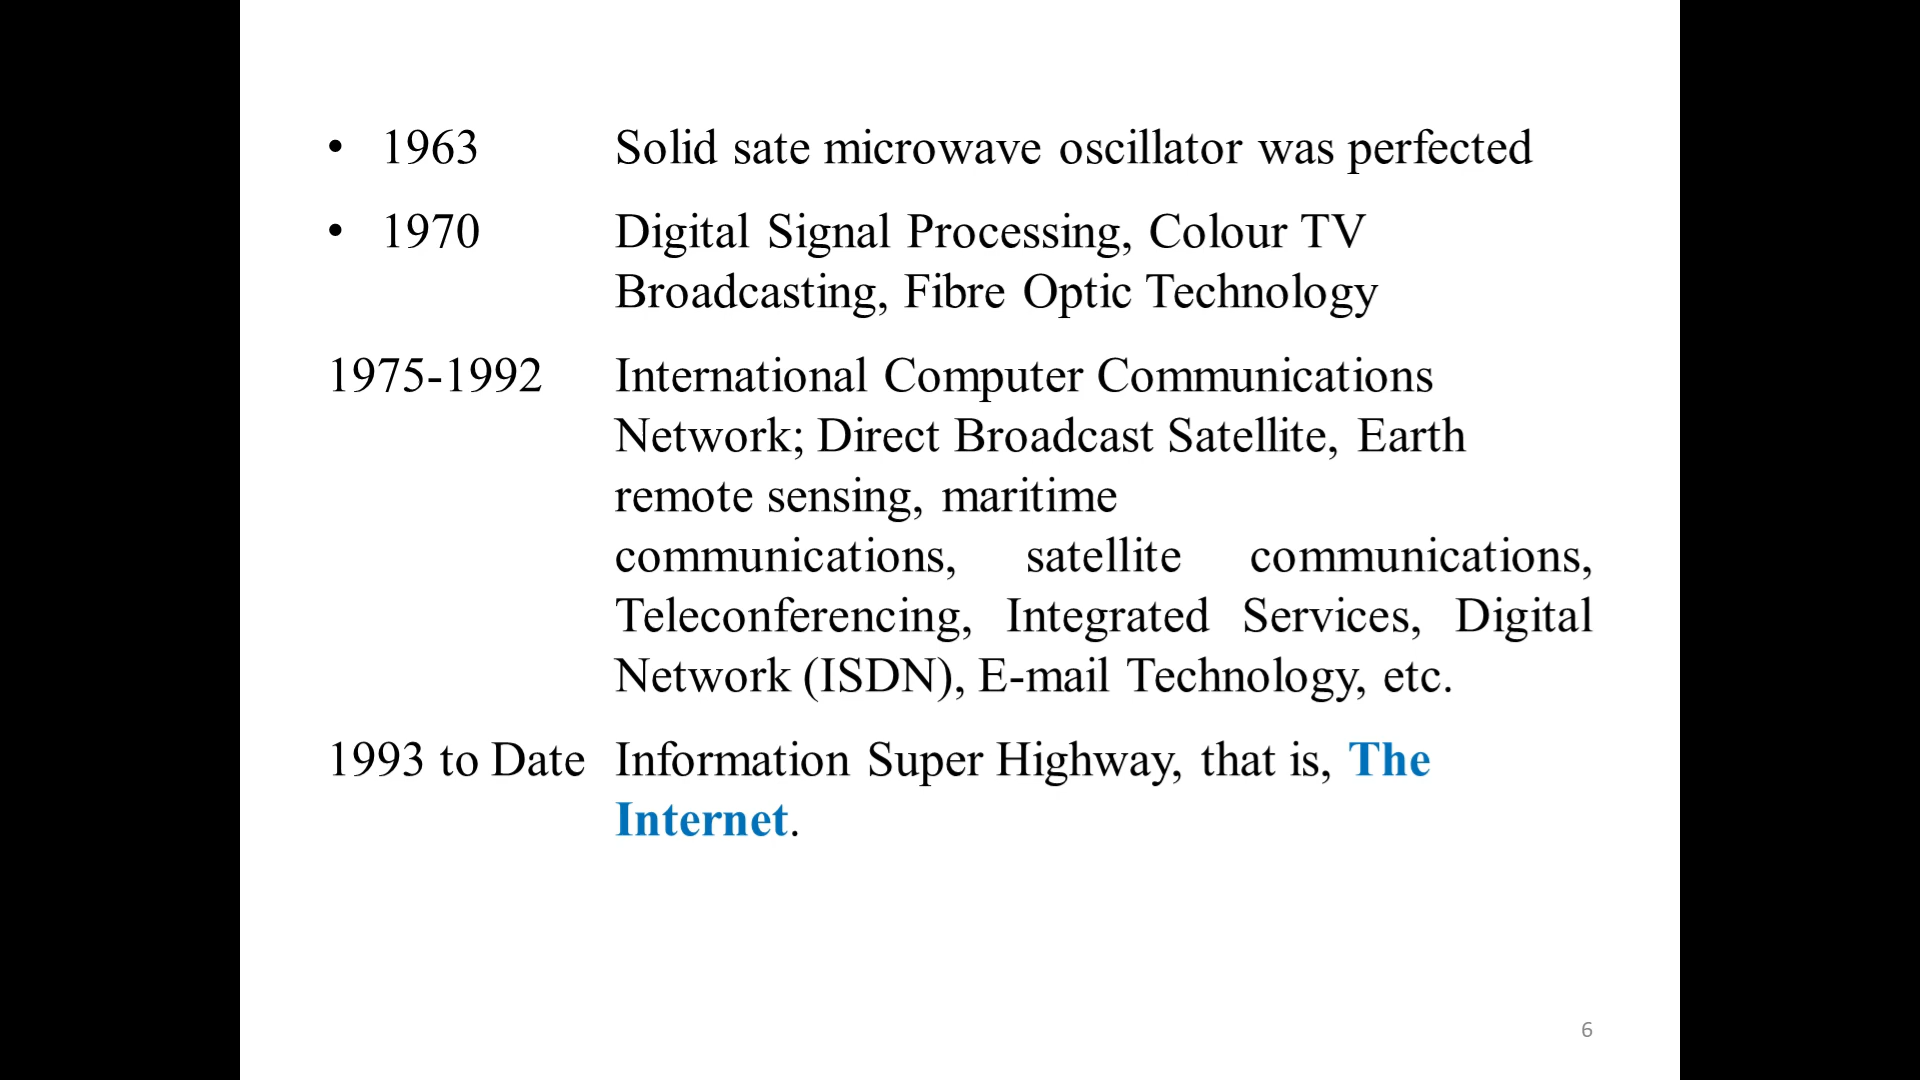 • 1963 Solid sate microwave oscillator was perfected
• 1970 Digital Signal Processing, Colour TV
Broadcasting, Fibre Optic Technology
1975-1992 International Computer Communications
Network; Direct Broadcast Satellite, Earth
remote sensing, maritime
communications, satellite communications,
Teleconferencing, Integrated Services, Digital
Network (ISDN), E-mail Technology, etc.
1993 to Date Information Super Highway, that is, The
Internet.
6